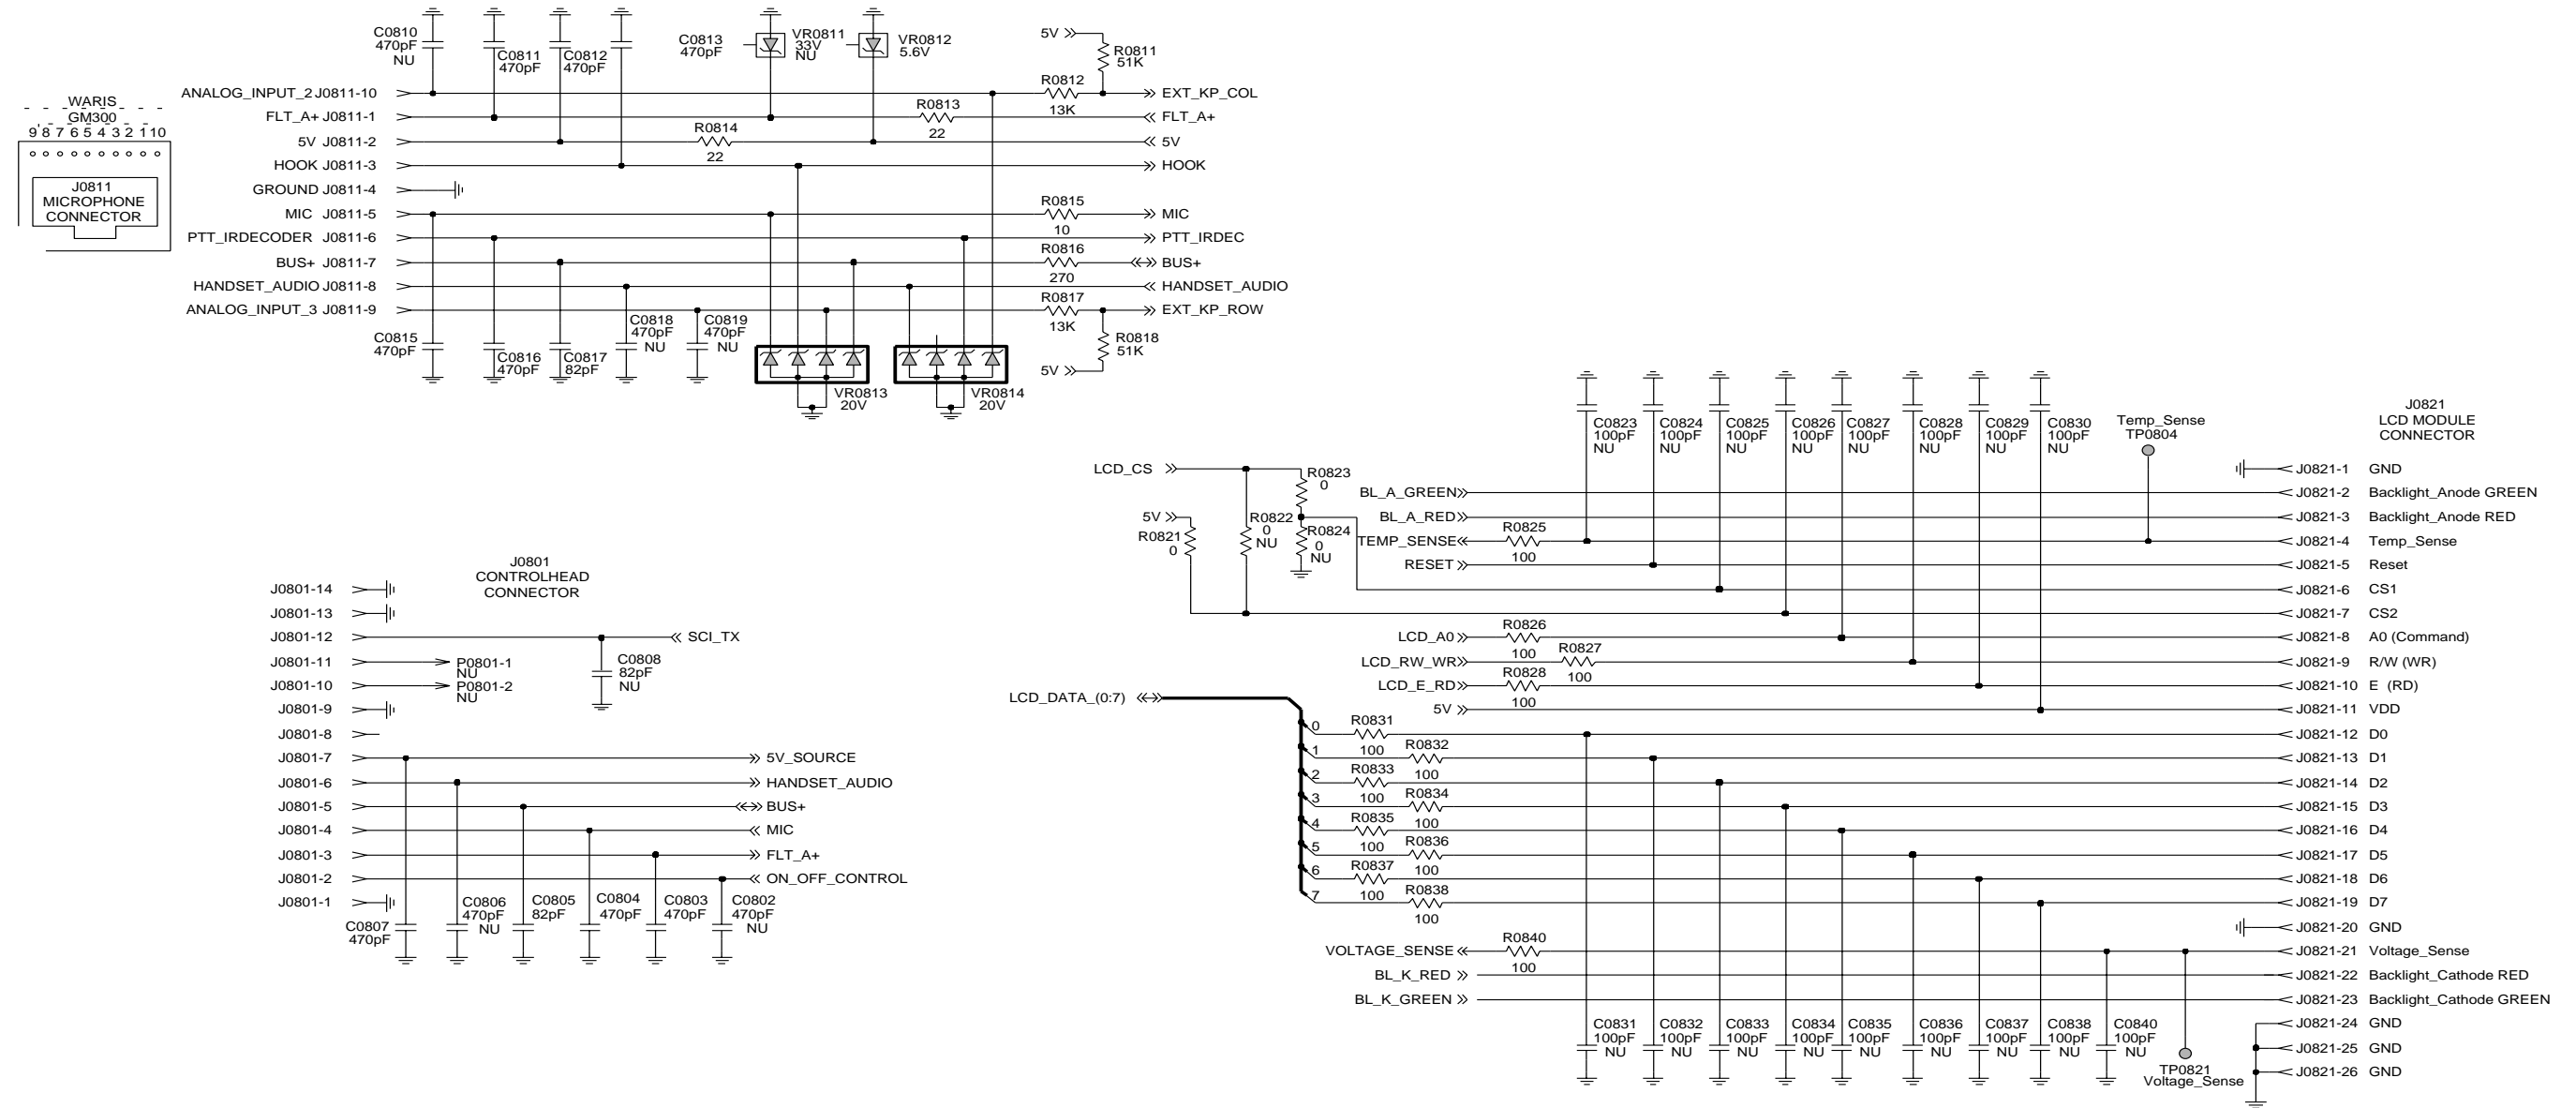 WARIS
GM300
9 8 7 6 5 4 3 2 1 10
J0811
MICROPHONE
CONNECTOR
C0810
470pF
NU
C0811
470pF
C0812
470pF
C0813
470pF
VR0811
33V
NU
VR0812
5.6V
5V
R0811
51K
ANALOG_INPUT_2 J0811-10
R0812
13K
EXT_KP_COL
FLT_A+ J0811-1
R0813
22
FLT_A+
5V J0811-2
R0814
22
5V
HOOK J0811-3
HOOK
GROUND J0811-4
MIC J0811-5
R0815
10
MIC
PTT_IRDECODER J0811-6
PTT_IRDEC
BUS+ J0811-7
R0816
270
BUS+
HANDSET_AUDIO J0811-8
HANDSET_AUDIO
ANALOG_INPUT_3 J0811-9
R0817
13K
EXT_KP_ROW
C0815
470pF
C0816
470pF
C0817
82pF
C0818
470pF
NU
C0819
470pF
NU
VR0813
20V
VR0814
20V
R0818
51K
5V
J0801
CONTROLHEAD
CONNECTOR
J0801-14
J0801-13
J0801-12
SCI_TX
J0801-11
P0801-1
NU
J0801-10
P0801-2
NU
C0808
82pF
NU
J0801-9
J0801-8
J0801-7
5V_SOURCE
J0801-6
HANDSET_AUDIO
J0801-5
BUS+
J0801-4
MIC
J0801-3
FLT_A+
J0801-2
ON_OFF_CONTROL
J0801-1
C0807
470pF
C0806
470pF
NU
C0805
82pF
C0804
470pF
C0803
470pF
C0802
470pF
NU
C0823
100pF
NU
C0824
100pF
NU
C0825
100pF
NU
C0826
100pF
NU
C0827
100pF
NU
C0828
100pF
NU
C0829
100pF
NU
C0830
100pF
NU
Temp_Sense
TP0804
J0821
LCD MODULE
CONNECTOR
LCD_CS
R0823
0
5V
R0821
0
R0822
0
NU
R0824
0
NU
J0821-1 GND
BL_A_GREEN
J0821-2 Backlight_Anode GREEN
BL_A_RED
J0821-3 Backlight_Anode RED
TEMP_SENSE
R0825
100
J0821-4 Temp_Sense
RESET
J0821-5 Reset
J0821-6 CS1
J0821-7 CS2
LCD_A0
R0826
100
J0821-8 A0 (Command)
LCD_RW_WR
R0827
100
J0821-9 R/W (WR)
LCD_E_RD
R0828
100
J0821-10 E (RD)
5V
J0821-11 VDD
LCD_DATA_(0:7)
0
R0831
100
J0821-12 D0
1
R0832
100
J0821-13 D1
2
R0833
100
J0821-14 D2
3
R0834
100
J0821-15 D3
4
R0835
100
J0821-16 D4
5
R0836
100
J0821-17 D5
6
R0837
100
J0821-18 D6
7
R0838
100
J0821-19 D7
J0821-20 GND
VOLTAGE_SENSE
R0840
100
J0821-21 Voltage_Sense
BL_K_RED
J0821-22 Backlight_Cathode RED
BL_K_GREEN
J0821-23 Backlight_Cathode GREEN
C0831
100pF
NU
C0832
100pF
NU
C0833
100pF
NU
C0834
100pF
NU
C0835
100pF
NU
C0836
100pF
NU
C0837
100pF
NU
C0838
100pF
NU
C0840
100pF
NU
TP0821
Voltage_Sense
J0821-24 GND
J0821-25 GND
J0821-26 GND